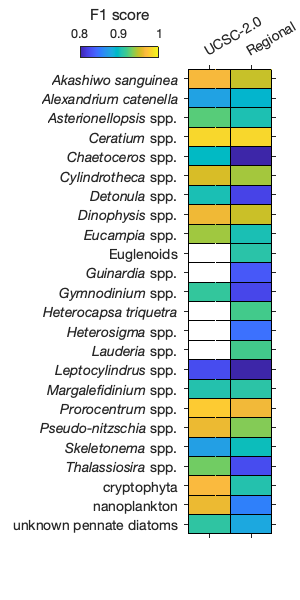 F1 score
0.8 0.9 1
UCSC-2.0
Regional
Akashiwo sanguinea
Alexandrium catenella
Asterionellopsis spp.
Ceratium spp.
Chaetoceros spp.
Cylindrotheca spp.
Detonula spp.
Dinophysis spp.
Eucampia spp.
Euglenoids
Guinardia spp.
Gymnodinium spp.
Heterocapsa triquetra
Heterosigma spp.
Lauderia spp.
Leptocylindrus spp.
Margalefidinium spp.
Prorocentrum spp.
Pseudo-nitzschia spp.
Skeletonema spp.
Thalassiosira spp.
cryptophyta
nanoplankton
unknown pennate diatoms